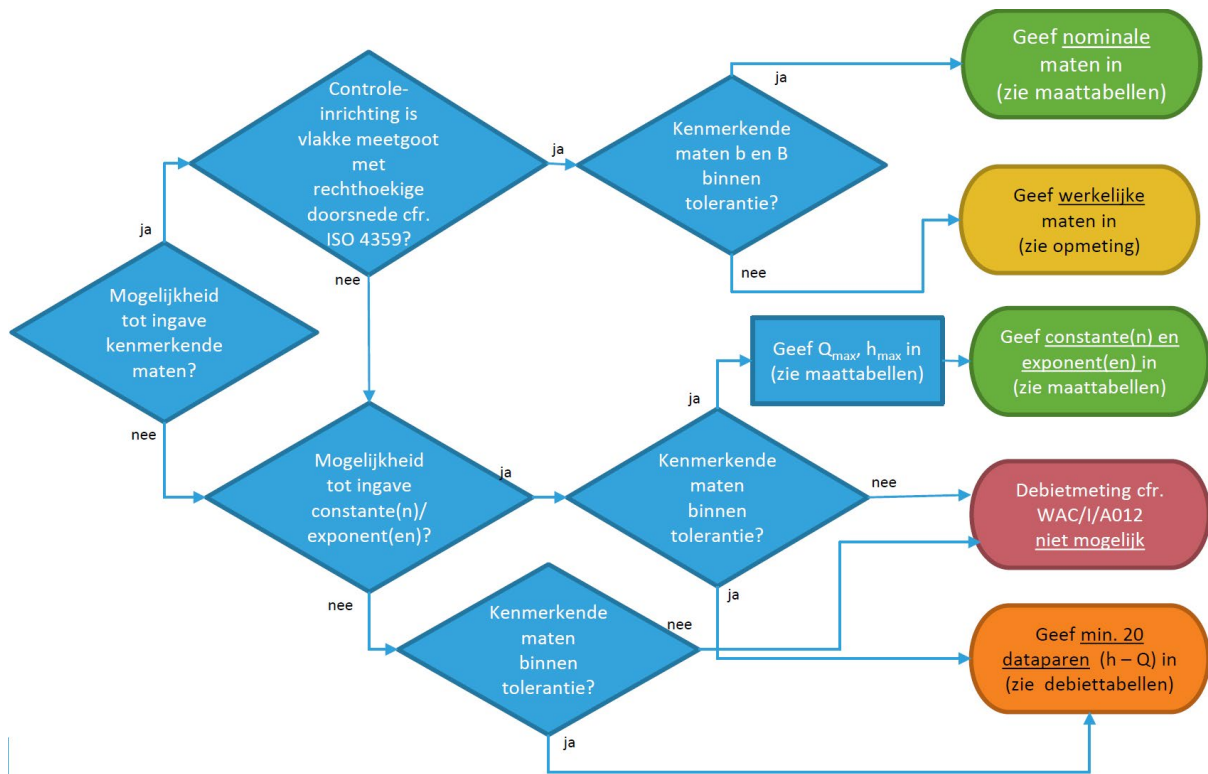 Controle-
inrichting is
vlakke meetgoot
met
rechthoekige
doorsnede cfr.
ISO 4359?
ja
nee
ja
Kenmerkende
maten b en B
binnen
tolerantie?
ja
nee
Geef nominale
maten in
(zie maattabellen)
Geef werkelijke
maten in
(zie opmeting)
Mogelijkheid
tot ingave
kenmerkende
maten?
nee
Geef Qmax, hmax in
(zie maattabellen)
Geef constante(n) en
exponent(en) in
(zie maattabellen)
Mogelijkheid
tot ingave
constante(n)/
exponent(en)?
ja
nee
Kenmerkende
maten
binnen
tolerantie?
ja
nee
ja
Debietmeting cfr.
WAC/I/A012
niet mogelijk
Kenmerkende
maten
binnen
tolerantie?
nee
ja
Geef min. 20
dataparen (h – Q) in
(zie debiettabellen)